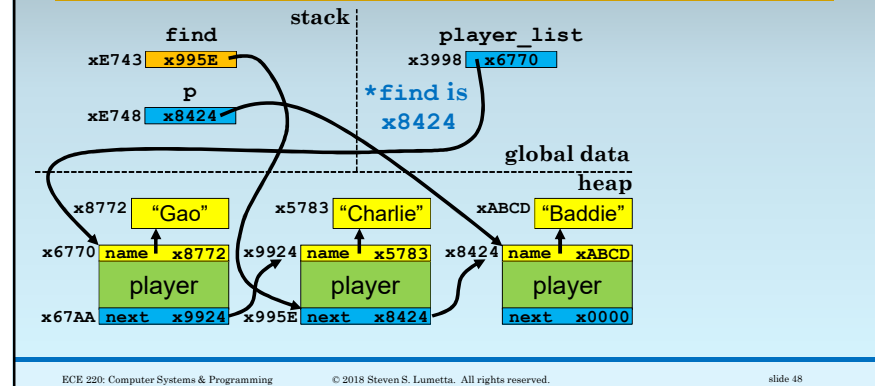 stack
find
player_list
xE743 x995E
x3998 x6770
p
*find is
xE748 x8424
x8424
global data
heap
x8772 “Gao”
x5783 “Charlie”
xABCD “Baddie”
x6770 name x8772
x9924 name x5783
x8424 name xABCD
player
player
player
x67AA next x9924
x995E next x8424
next x0000
ECE 220: Computer Systems & Programming
© 2018 Steven S. Lumetta. All rights reserved.
slide 48